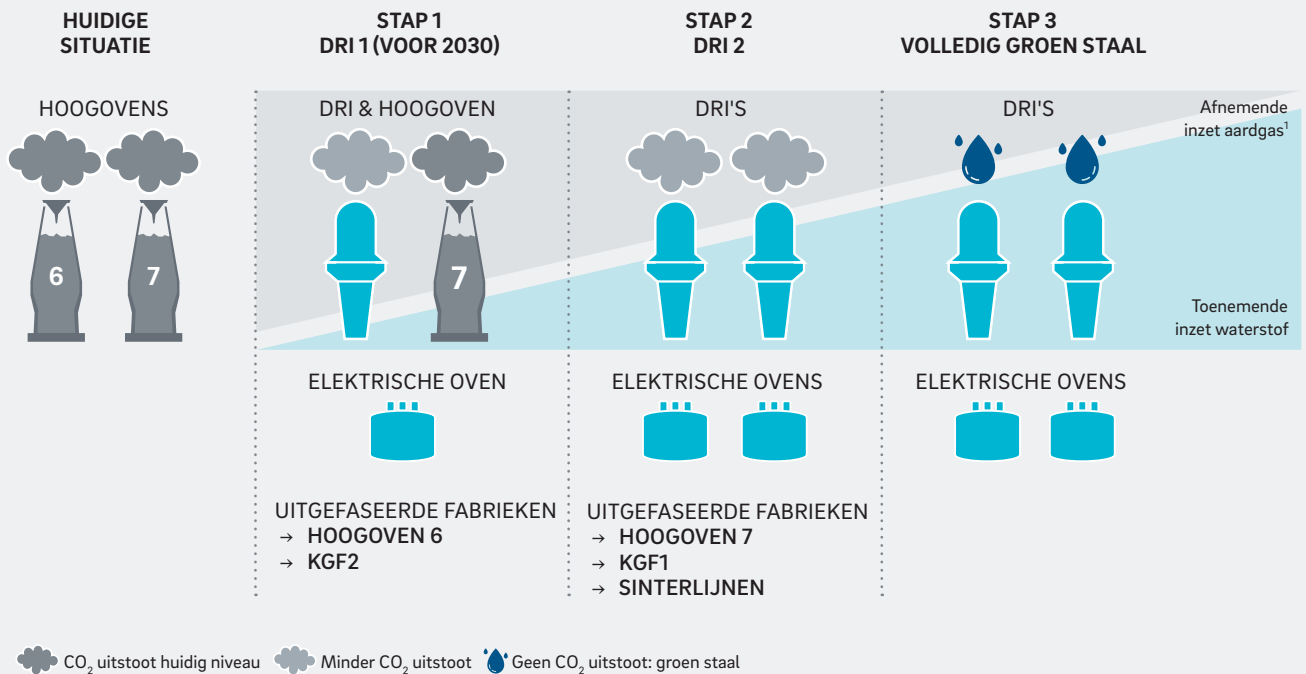 HUIDIGE
SITUATIE
HOOGOVENS
6
7
STAP 1
DRI 1 (VOOR 2030)
DRI & HOOGOVEN
7
ELEKTRISCHE OVEN
UITGEFASEERDE FABRIEKEN
→ HOOGOVEN 6
→ KGF2
STAP 2
DRI 2
DRI'S
ELEKTRISCHE OVENS
UITGEFASEERDE FABRIEKEN
→ HOOGOVEN 7
→ KGF1
→ SINTERLIJNEN
STAP 3
VOLLEDIG GROEN STAAL
DRI'S
Afnemende
inzet aardgas¹
Toenemende
inzet waterstof
ELEKTRISCHE OVENS
CO₂ uitstoot huidig niveau
Minder CO₂ uitstoot
Geen CO₂ uitstoot: groen staal